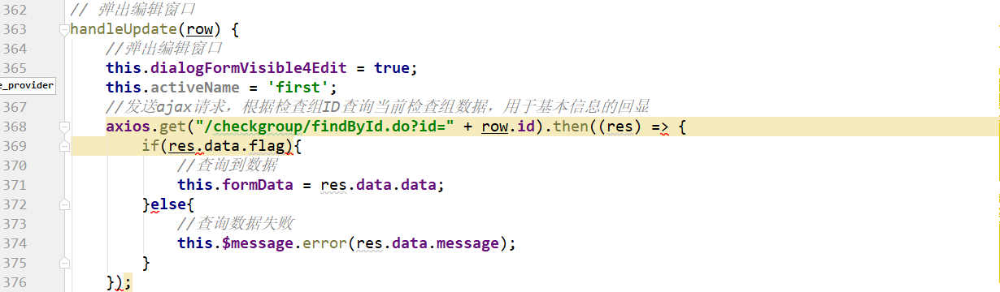 362 // 弹出编辑窗口
363 handleUpdate(row) {
364 //弹出编辑窗口
365 this.dialogFormVisible4Edit = true;
e_provider this.activeName = 'first';
367 //发送ajax请求，根据检查组ID查询当前检查组数据，用于基本信息的回显
368 axios.get("/checkgroup/findById.do?id=" + row.id).then((res) => {
369 if(res.data.flag){
370 //查询到数据
371 this.formData = res.data.data;
372 }else{
373 //查询数据失败
374 this.$message.error(res.data.message);
375 }
376 });